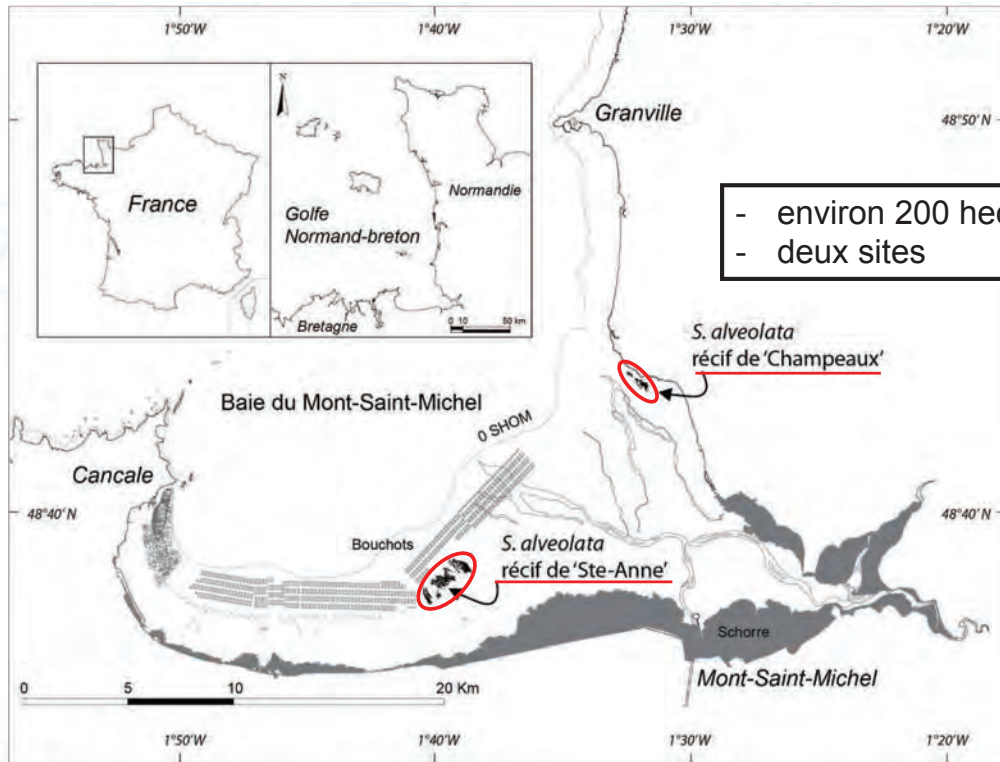 1°50'W 1°40'W 1°30'W 1°20'W
N
Granville
48°50' N
France
Golfe
Normand-breton
Normandie
Bretagne
0 10 50 km
- environ 200
- deux sites
S. alveolata
récif de 'Champeaux'
Baie du Mont-Saint-Michel
0 SHOM
Cancale
48°40' N
48°40' N
Bouchots
S. alveolata
récif de 'Ste-Anne'
Schorre
Mont-Saint-Michel
0 5 10 20 Km
1°50'W 1°40'W 1°30'W 1°20'W